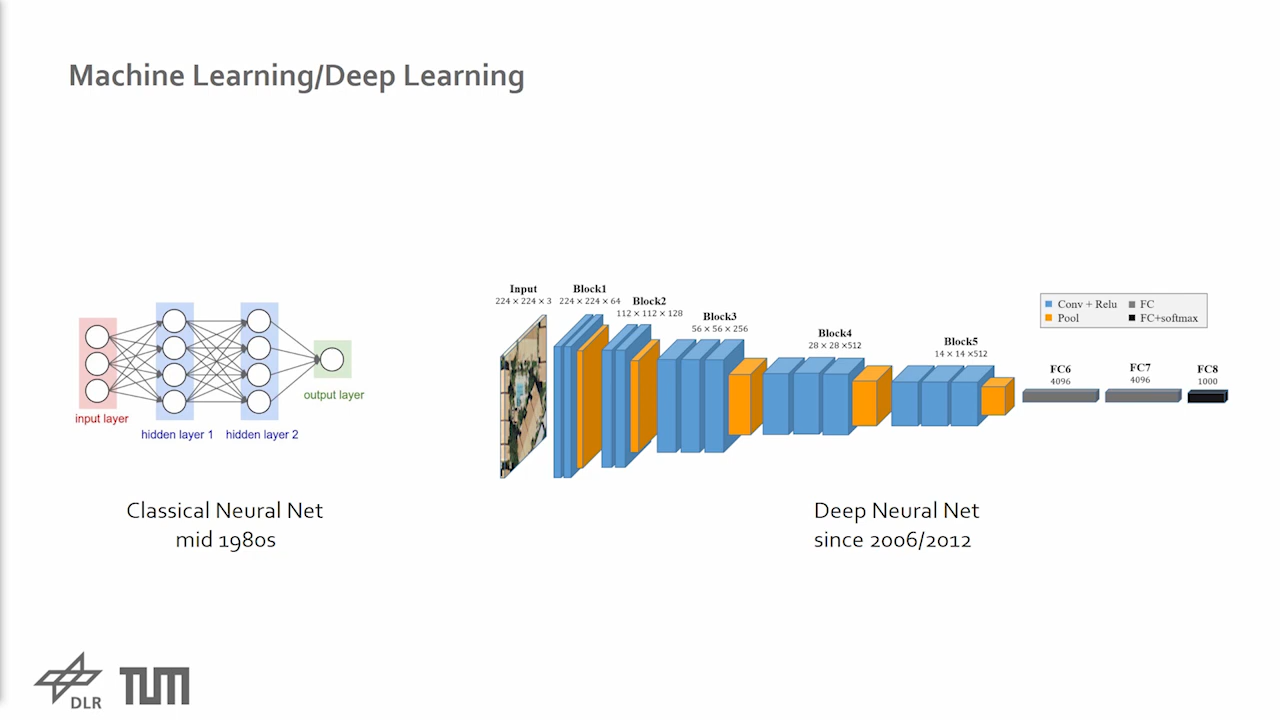 Machine Learning/Deep Learning
input layer
hidden layer 1
hidden layer 2
output layer
Classical Neural Net
mid 1980s
Input
224 × 224 × 3
Block1
224 × 224 × 64
Block2
112 × 112 × 128
Block3
56 × 56 × 256
Block4
28 × 28 ×512
Block5
14 × 14 ×512
FC6
4096
FC7
4096
FC8
1000
Conv + Relu
FC
Pool
FC+softmax
Deep Neural Net
since 2006/2012
DLR
TUM